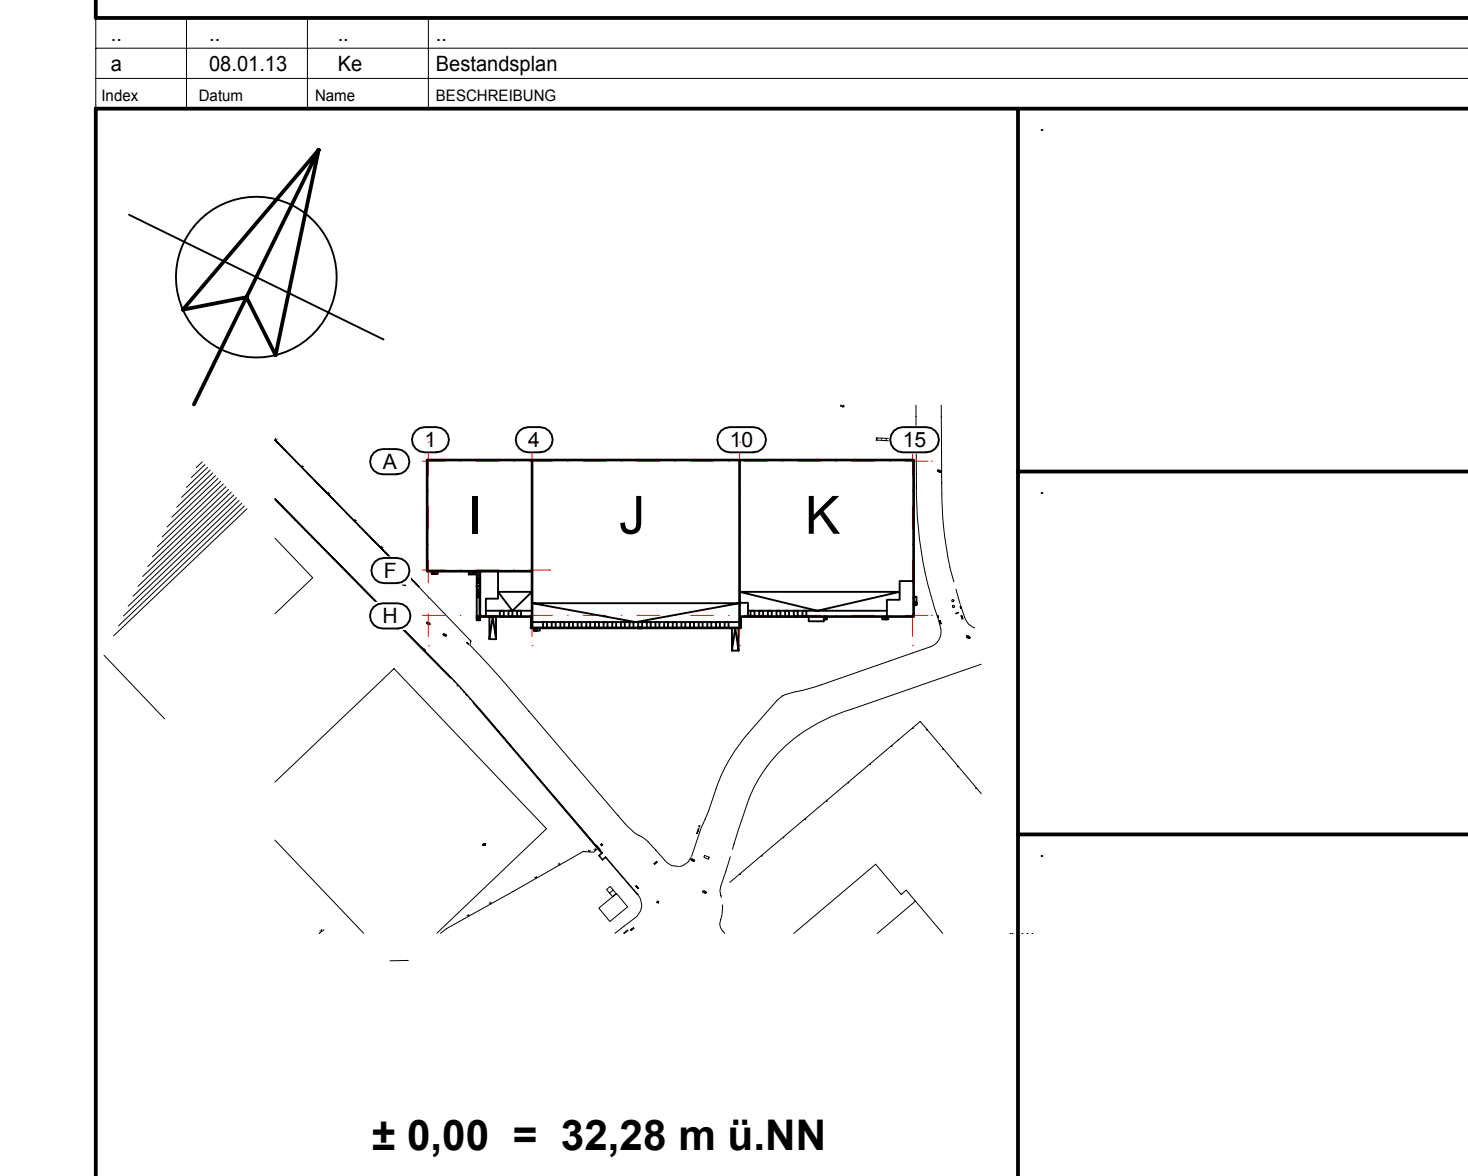 .. .. .. ..
a 08.01.13 Ke Bestandsplan
Index Datum Name BESCHREIBUNG
1 4 10 15
A
I J K
F
H
± 0,00 = 32,28 m ü.NN